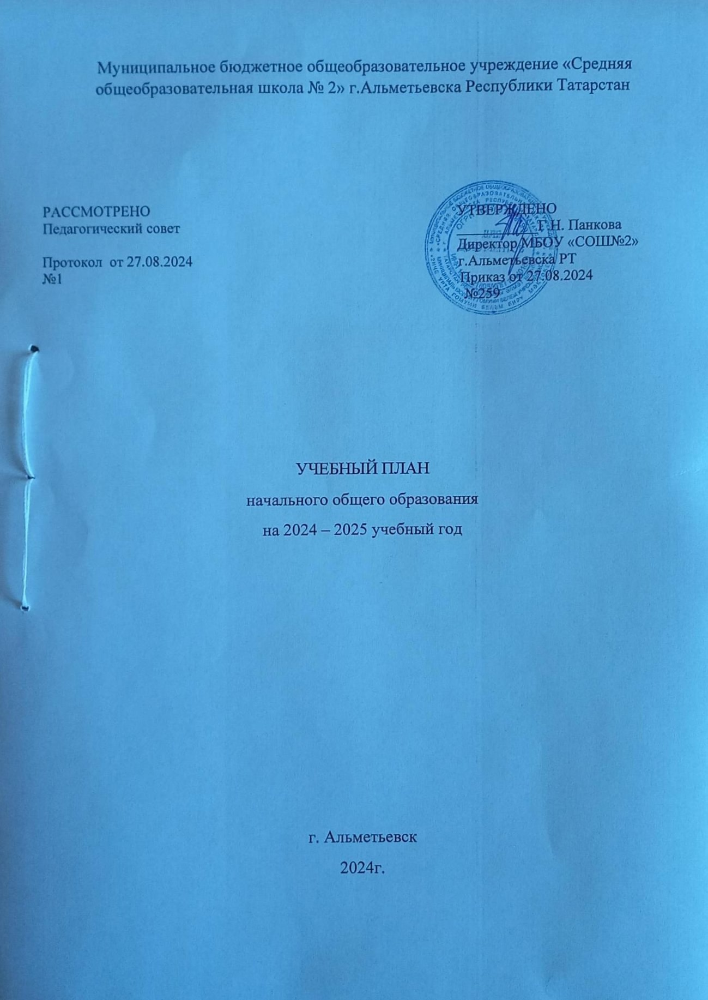 Муниципальное бюджетное общеобразовательное учреждение «Средняя
общеобразовательная школа № 2» г.Альметьевска Республики Татарстан
РАССМОТРЕНО
Педагогический совет
Протокол от 27.08.2024
№1
УТВЕРЖДЕНО
Г.Н. Панкова
Директор МБОУ «СОШ№2»
г.Альметьевска РТ
Приказ от 27.08.2024
№259
УЧЕБНЫЙ ПЛАН
начального общего образования
на 2024 – 2025 учебный год
г. Альметьевск
2024г.